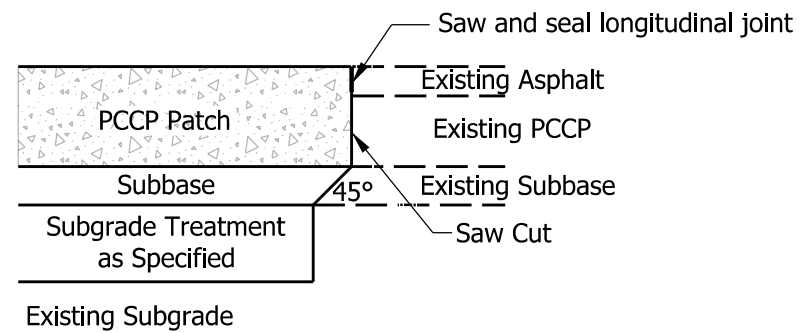 Saw and seal longitudinal joint
Existing Asphalt
PCCP Patch
Existing PCCP
Subbase
45°
Existing Subbase
Subgrade Treatment
as Specified
Saw Cut
Existing Subgrade